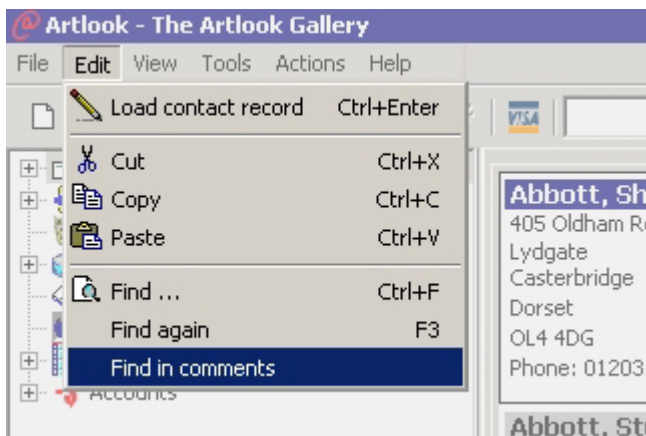 Artlook - The Artlook Gallery
File Edit View Tools Actions Help
Load contact record Ctrl+Enter
VISA
Cut Ctrl+X
Copy Ctrl+C
Paste Ctrl+V
Find ... Ctrl+F
Find again F3
Find in comments
Accounts
Abbott, Sh
405 Oldham R
Lydgate
Casterbridge
Dorset
OL4 4DG
Phone: 01203
Abbott, St